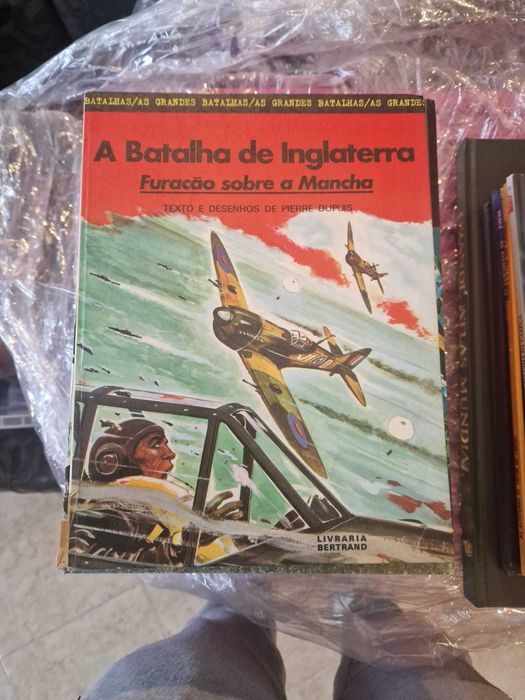 BATALHAS/AS GRANDES BATALHAS/AS GRANDES BATALHAS/AS GRANDES
A Batalha de Inglaterra
Furacão sobre a Mancha
TEXTO E DESENHOS DE PIERRE DUPUIS
LIVRARIA
BERTRAND